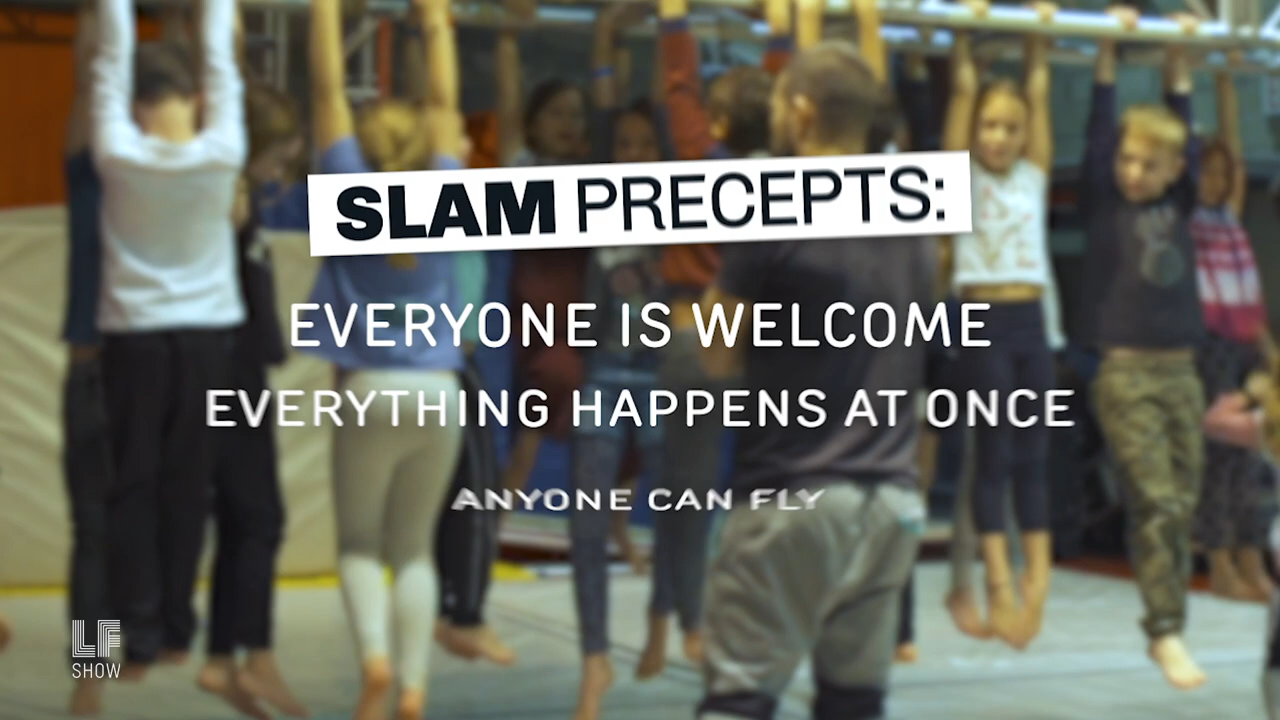 SLAM PRECEPTS:
EVERYONE IS WELCOME
EVERYTHING HAPPENS AT ONCE
ANYONE CAN FLY
LF
SHOW